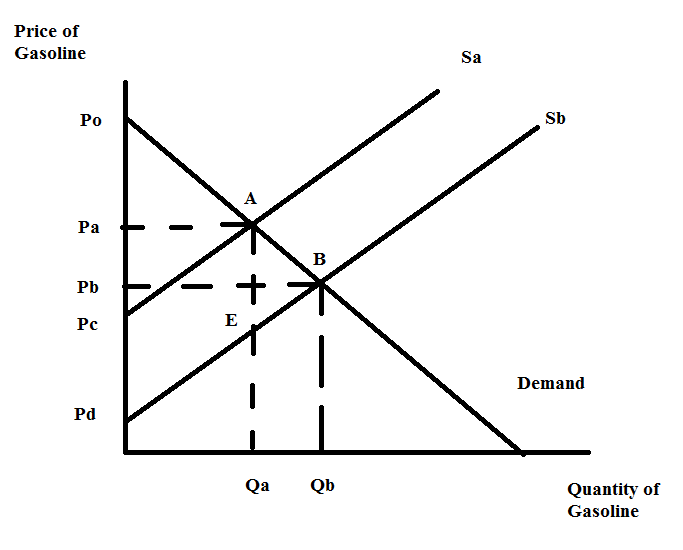 Price of
Gasoline
Sa
Sb
Po
A
Pa
B
Pb
E
Pc
Demand
Pd
Qa
Qb
Quantity of
Gasoline